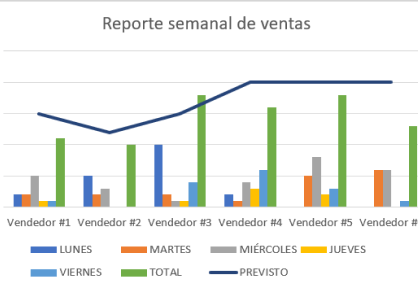 Reporte semanal de ventas
Vendedor #1 Vendedor #2 Vendedor #3 Vendedor #4 Vendedor #5 Vendedor #
LUNES MARTES MIÉRCOLES JUEVES
VIERNES TOTAL PREVISTO